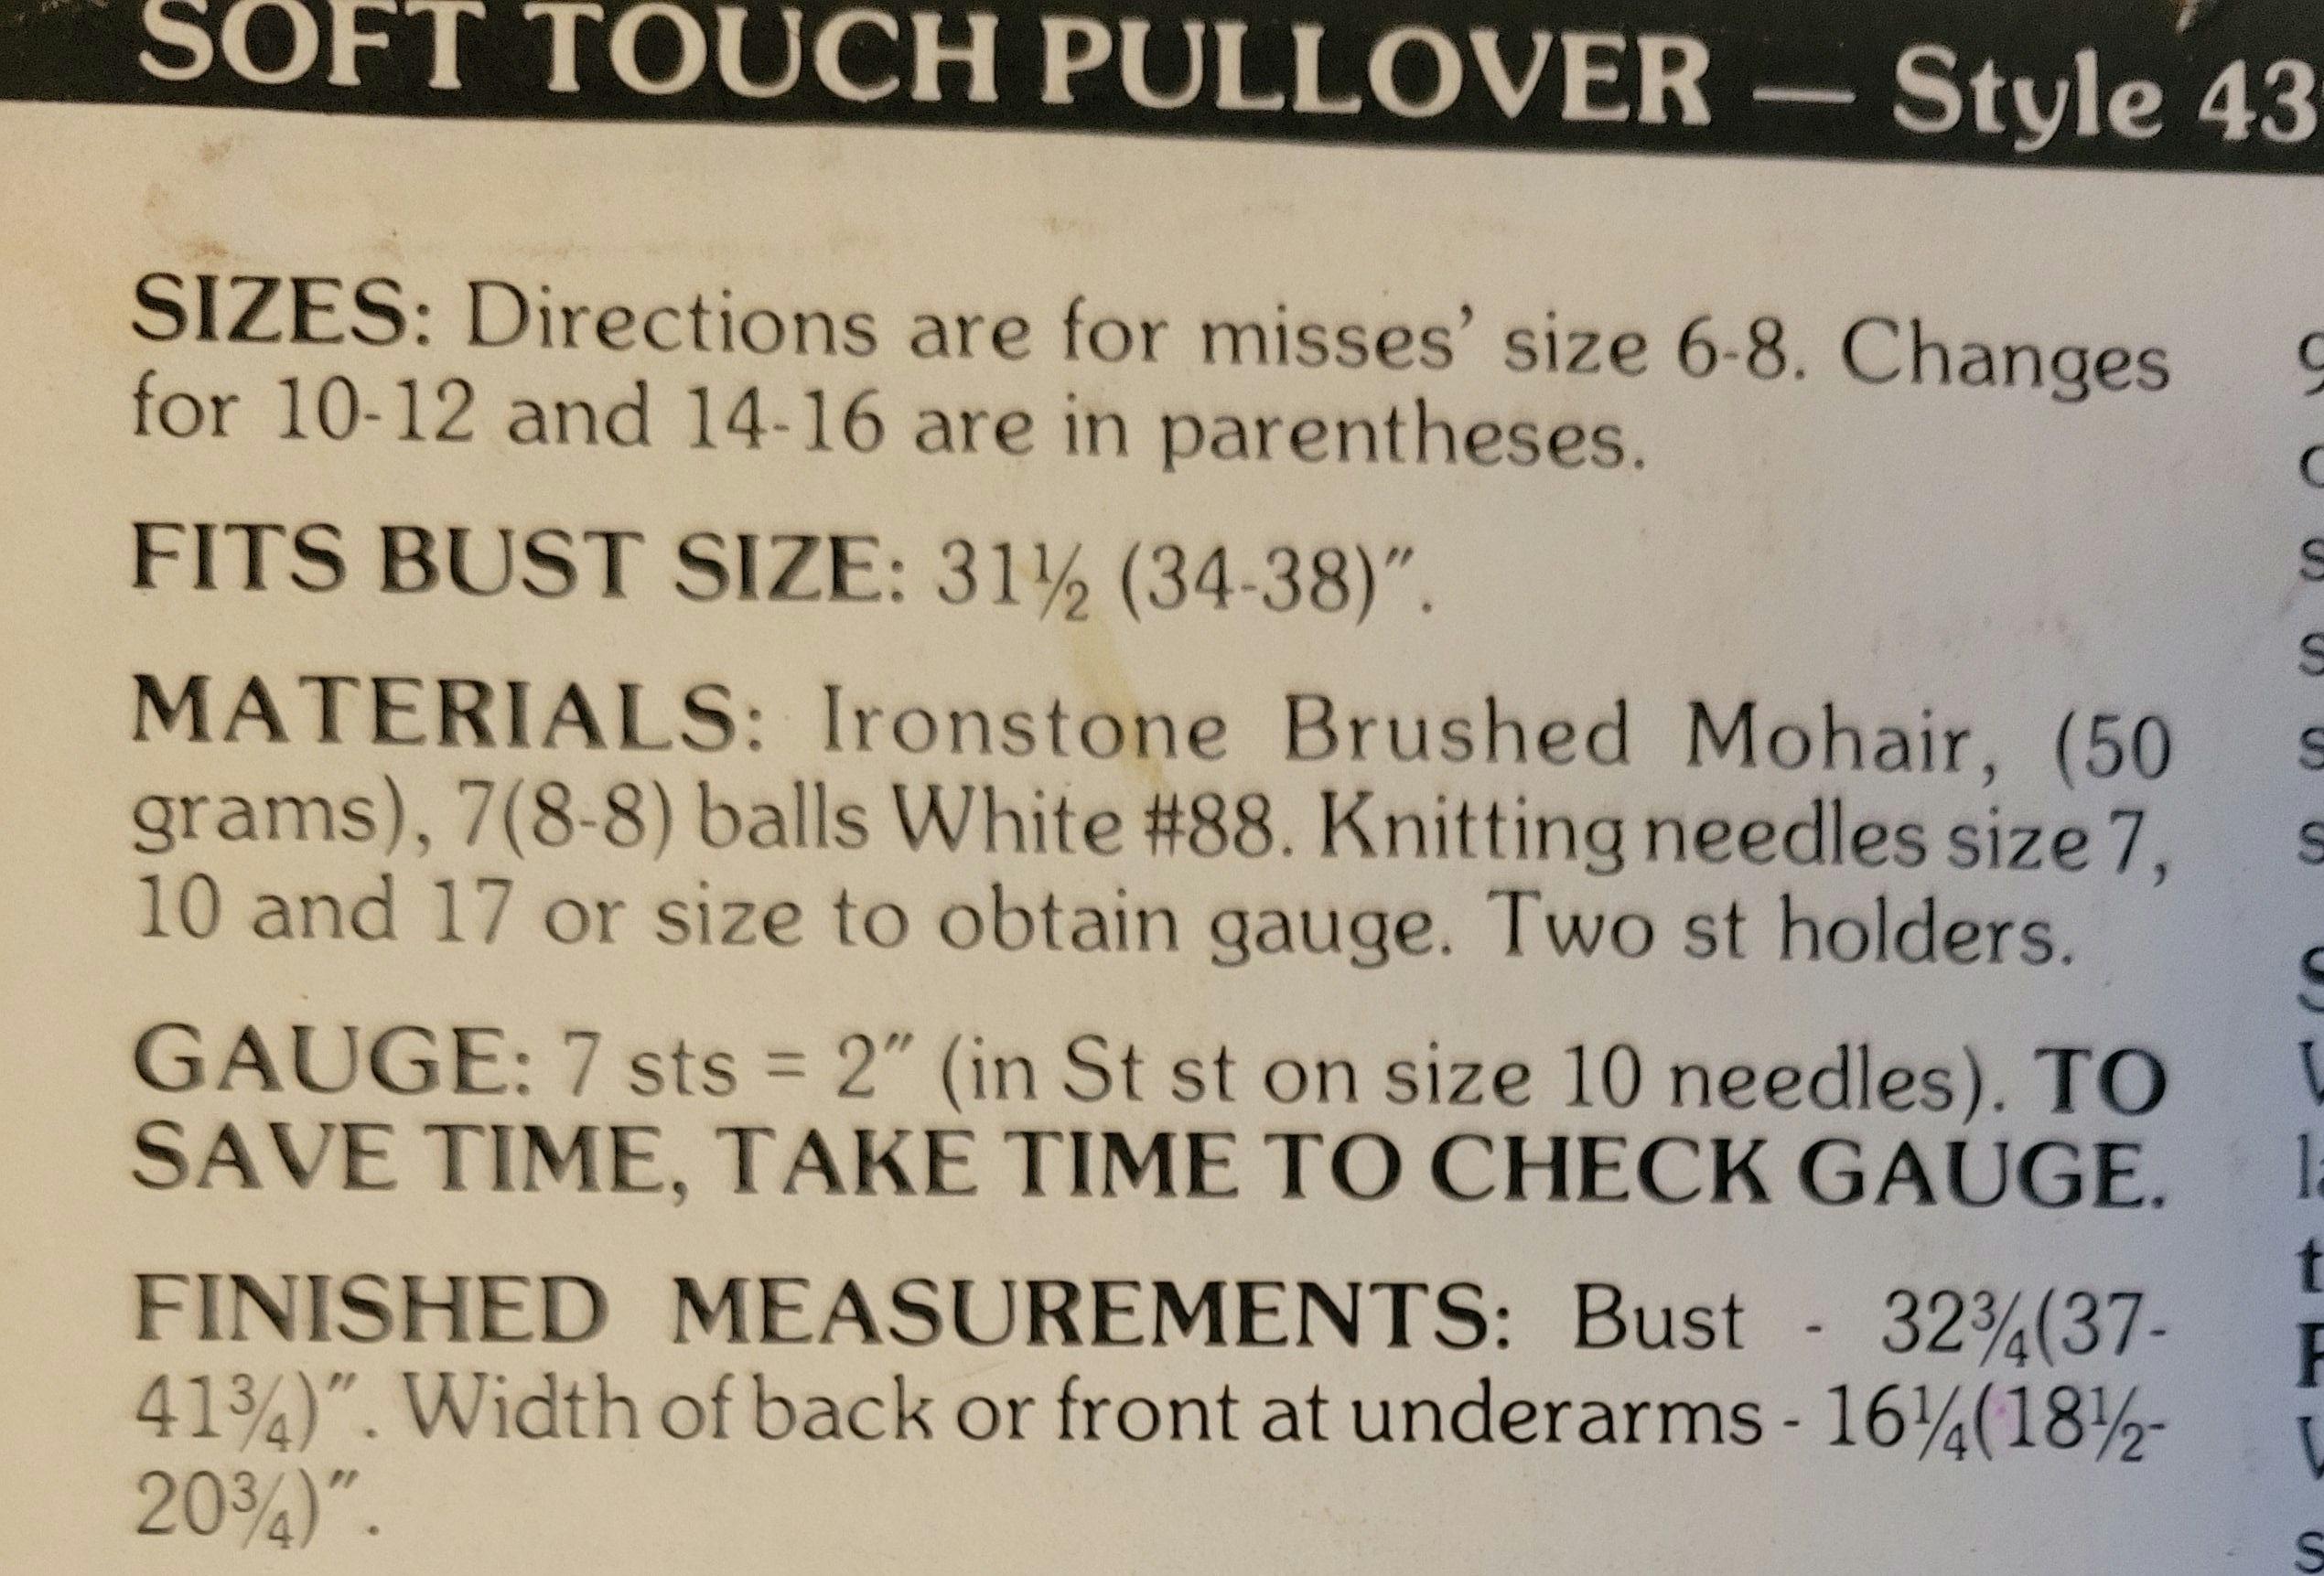 SOFT TOUCH PULLOVER — Style 43
SIZES: Directions are for misses' size 6-8. Changes
for 10-12 and 14-16 are in parentheses.
FITS BUST SIZE: 31½ (34-38)".
MATERIALS: Ironstone Brushed Mohair, (50
grams), 7(8-8) balls White #88. Knitting needles size 7,
10 and 17 or size to obtain gauge. Two st holders.
GAUGE: 7 sts = 2" (in St st on size 10 needles). TO
SAVE TIME, TAKE TIME TO CHECK GAUGE.
FINISHED MEASUREMENTS: Bust - 32¾(37-
41¾)". Width of back or front at underarms - 16¼(18½-
20¾)".